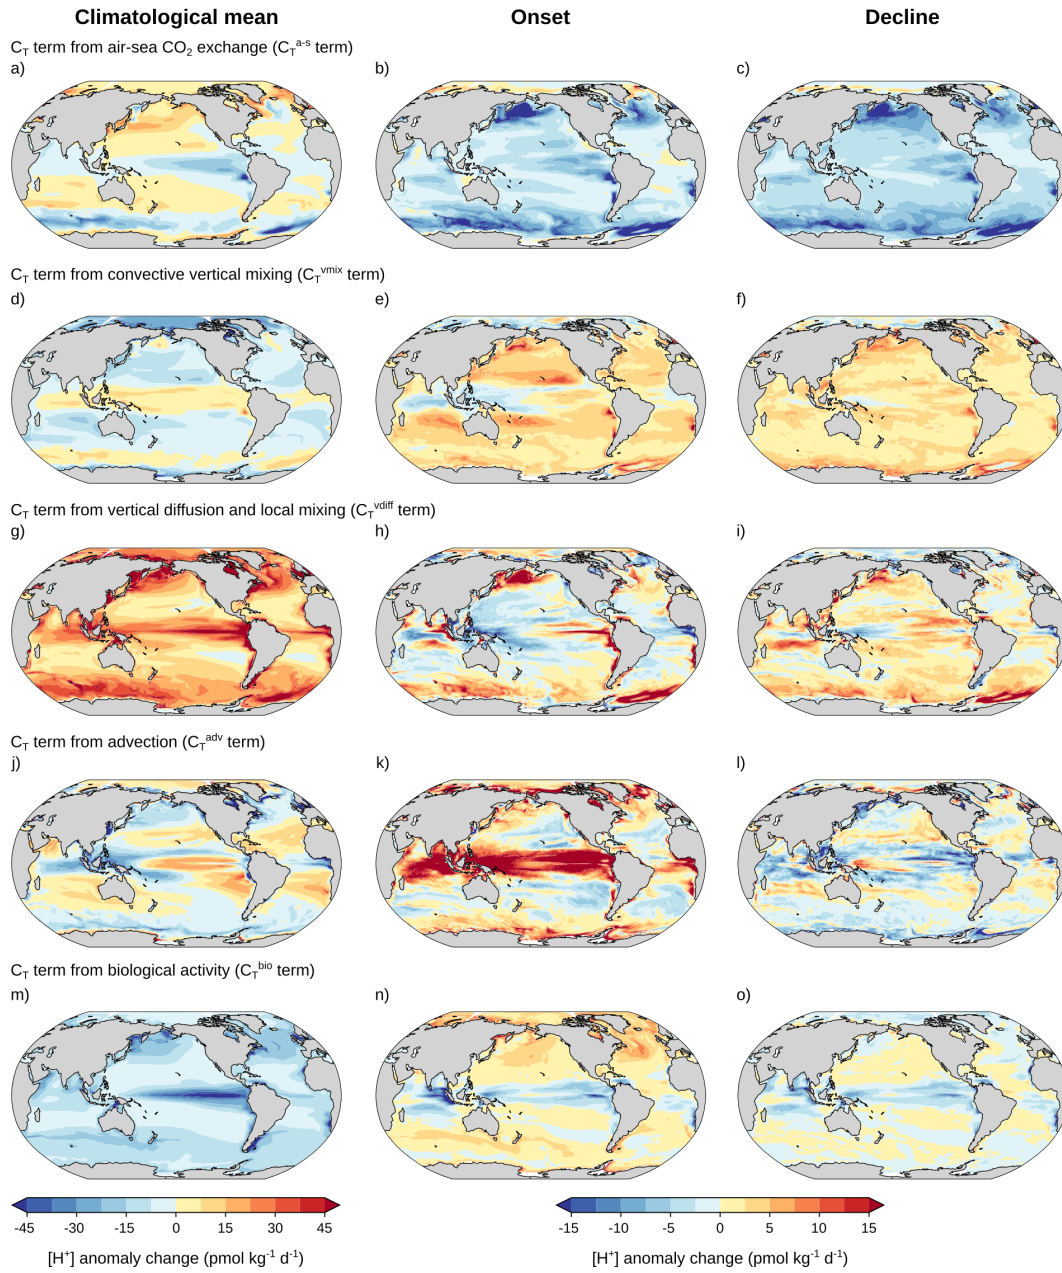 Climatological mean Onset Decline
C_T term from air-sea CO₂ exchange (C_T^a-s term)
a) b) c)
C_T term from convective vertical mixing (C_T^vmix term)
d) e) f)
C_T term from vertical diffusion and local mixing (C_T^vdiff term)
g) h) i)
C_T term from advection (C_T^adv term)
j) k) l)
C_T term from biological activity (C_T^bio term)
m) n) o)
-45 -30 -15 0 15 30 45 -15 -10 -5 0 5 10 15
[H⁺] anomaly change (pmol kg⁻¹ d⁻¹) [H⁺] anomaly change (pmol kg⁻¹ d⁻¹)